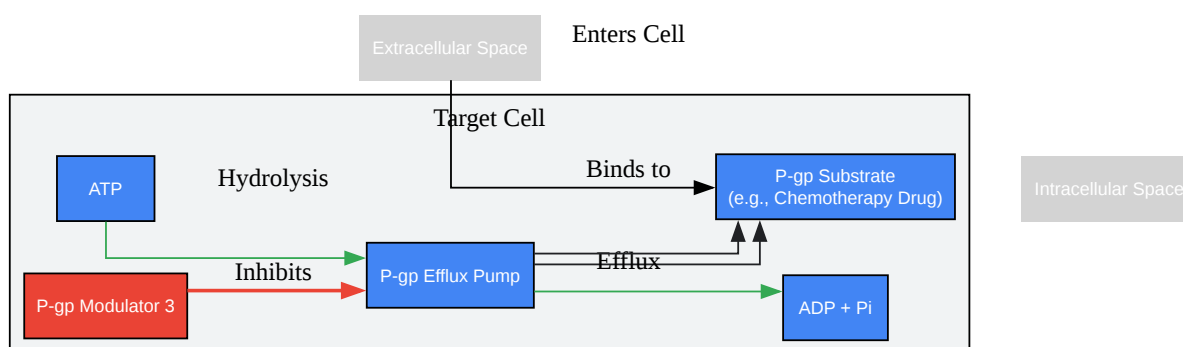 Extracellular Space
Enters Cell
Target Cell
ATP
Hydrolysis
Binds to
P-gp Substrate
(e.g., Chemotherapy Drug)
Intracellular Space
P-gp Modulator 3
Inhibits
P-gp Efflux Pump
Efflux
ADP + Pi